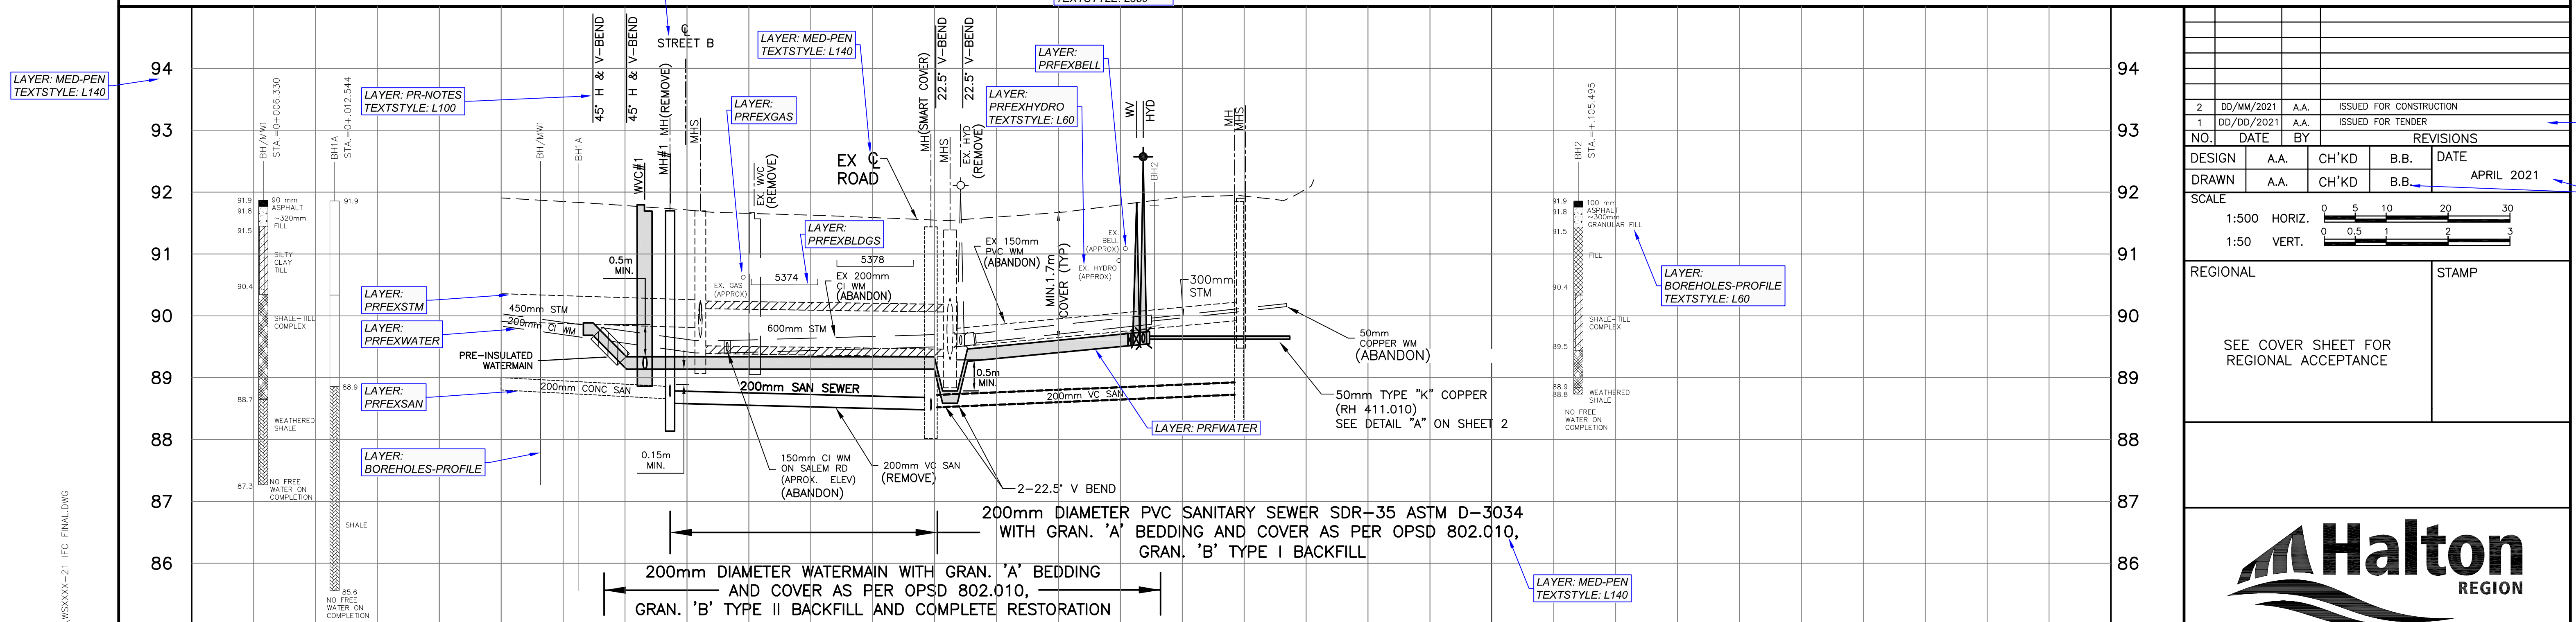 TEXTSTYLE: L850
LAYER: MED-PEN
TEXTSTYLE: L140
94
93
92
91
90
89
88
87
86
WSXXXX-21 IFC FINAL.DWG
BH/MW1
STA.=0+006.330
BH1A
STA.=0+.012.544
91.9
91.8
91.5
90.4
88.7
87.3
90 mm
ASPHALT
~320mm
FILL
SILTY
CLAY
TILL
SHALE-TILL
COMPLEX
WEATHERED
SHALE
NO FREE
WATER ON
COMPLETION
91.9
88.9
SHALE
85.6
NO FREE
WATER ON
COMPLETION
LAYER: PR-NOTES
TEXTSTYLE: L100
LAYER:
PRFEXSTM
LAYER:
PRFEXWATER
LAYER:
PRFEXSAN
LAYER:
BOREHOLES-PROFILE
BH/MW1
BH1A
45° H & V-BEND
45° H & V-BEND
℄
STREET B
WVC#1
MH#1
MH(REMOVE)
MHS
LAYER:
PRFEXGAS
EX. WVC
(REMOVE)
LAYER: MED-PEN
TEXTSTYLE: L140
EX ℄
ROAD
MH(SMART COVER)
22.5° V-BEND
MHS
22.5° V-BEND
EX. HYD
(REMOVE)
LAYER:
PRFEXBELL
LAYER:
PRFEXHYDRO
TEXTSTYLE: L60
WV
HYD
BH2
MH
MHS
LAYER:
PRFEXBLDGS
5378
5374
EX. GAS
(APPROX)
EX 200mm
CI WM
(ABANDON)
EX 150mm
PVC WM
(ABANDON)
MIN.1.7m
COVER (TYP)
EX.
BELL
(APPROX)
EX. HYDRO
(APPROX)
300mm
STM
0.5m
MIN.
450mm STM
200mm CI WM
600mm STM
PRE-INSULATED
WATERMAIN
200mm CONC SAN
200mm SAN SEWER
0.5m
MIN.
200mm VC SAN
50mm
COPPER WM
(ABANDON)
50mm TYPE "K" COPPER
(RH 411.010)
SEE DETAIL "A" ON SHEET 2
LAYER: PRFWATER
0.15m
MIN.
150mm CI WM
ON SALEM RD
(APROX. ELEV)
(ABANDON)
200mm VC SAN
(REMOVE)
2-22.5° V BEND
200mm DIAMETER PVC SANITARY SEWER SDR-35 ASTM D-3034
WITH GRAN. 'A' BEDDING AND COVER AS PER OPSD 802.010,
GRAN. 'B' TYPE I BACKFILL
200mm DIAMETER WATERMAIN WITH GRAN. 'A' BEDDING
AND COVER AS PER OPSD 802.010,
GRAN. 'B' TYPE II BACKFILL AND COMPLETE RESTORATION
LAYER: MED-PEN
TEXTSTYLE: L140
BH2
STA.=+.105.495
91.9
91.8
91.5
90.4
89.5
88.9
88.8
100 mm
ASPHALT
~300mm
GRANULAR FILL
FILL
SHALE-TILL
COMPLEX
WEATHERED
SHALE
NO FREE
WATER ON
COMPLETION
LAYER:
BOREHOLES-PROFILE
TEXTSTYLE: L60
94
93
92
91
90
89
88
87
86
2 DD/MM/2021 A.A. ISSUED FOR CONSTRUCTION
1 DD/DD/2021 A.A. ISSUED FOR TENDER
NO. DATE BY REVISIONS
DESIGN A.A. CH'KD B.B. DATE
DRAWN A.A. CH'KD B.B. APRIL 2021
SCALE
1:500 HORIZ. 0 5 10 20 30
1:50 VERT. 0 0.5 1 2 3
REGIONAL
STAMP
SEE COVER SHEET FOR
REGIONAL ACCEPTANCE
Halton
REGION